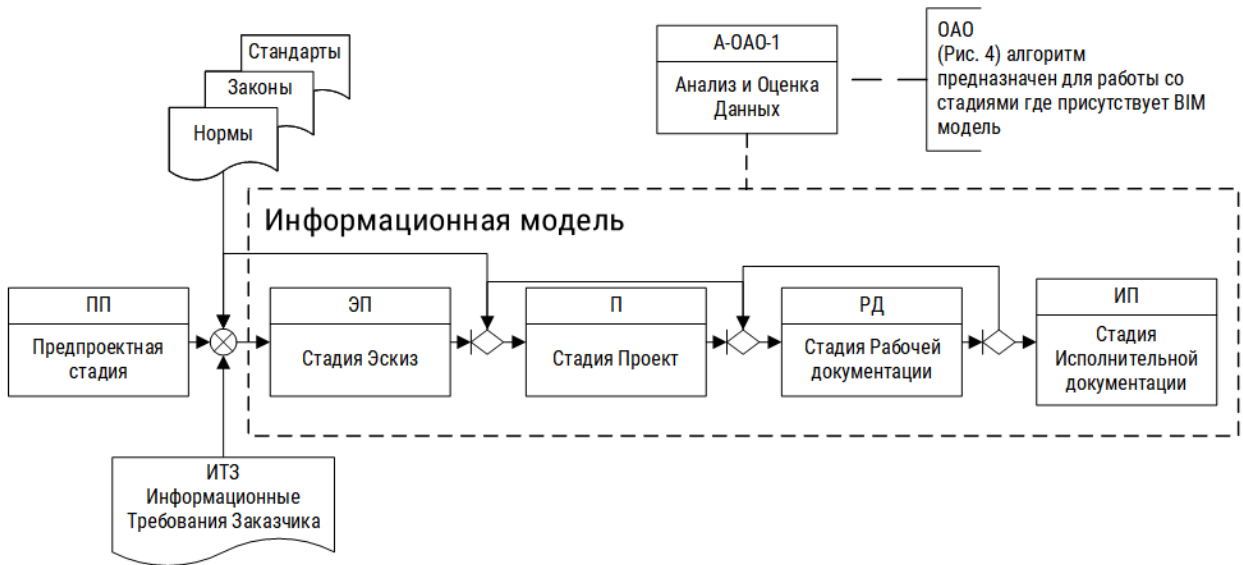 Стандарты
Законы
Нормы
А-ОАО-1
Анализ и Оценка
Данных
ОАО
(Рис. 4) алгоритм
предназначен для работы со
стадиями где присутствует BIM
модель
Информационная модель
ПП
Предпроектная
стадия
ЭП
Стадия Эскиз
П
Стадия Проект
РД
Стадия Рабочей
документации
ИП
Стадия
Исполнительной
документации
ИТЗ
Информационные
Требования Заказчика